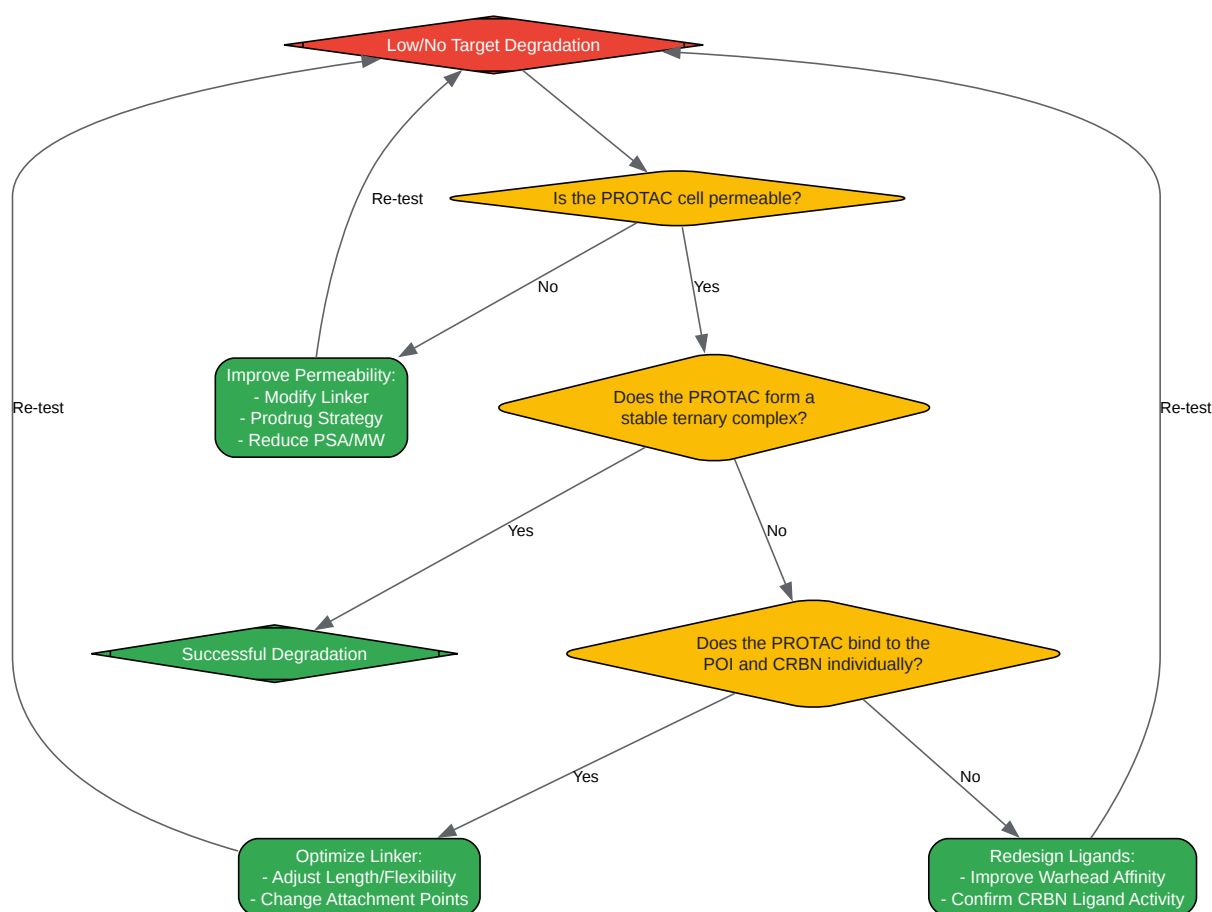 Low/No Target Degradation
Is the PROTAC cell permeable?
Re-test
No
Yes
Improve Permeability:
- Modify Linker
- Prodrug Strategy
- Reduce PSA/MW
Does the PROTAC form a
stable ternary complex?
Re-test
Re-test
Yes
No
Successful Degradation
Does the PROTAC bind to the
POI and CRBN individually?
Yes
No
Optimize Linker:
- Adjust Length/Flexibility
- Change Attachment Points
Redesign Ligands:
- Improve Warhead Affinity
- Confirm CRBN Ligand Activity